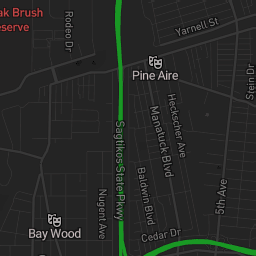 ak Brush
eserve
Rodeo Dr
Yarnell St
Pine Aire
Stein Dr
Heckscher Ave
Manatuck Blvd
Sagtikos State Pkwy
Baldwin Blvd
Nugent Ave
5th Ave
Bay Wood
Cedar Dr